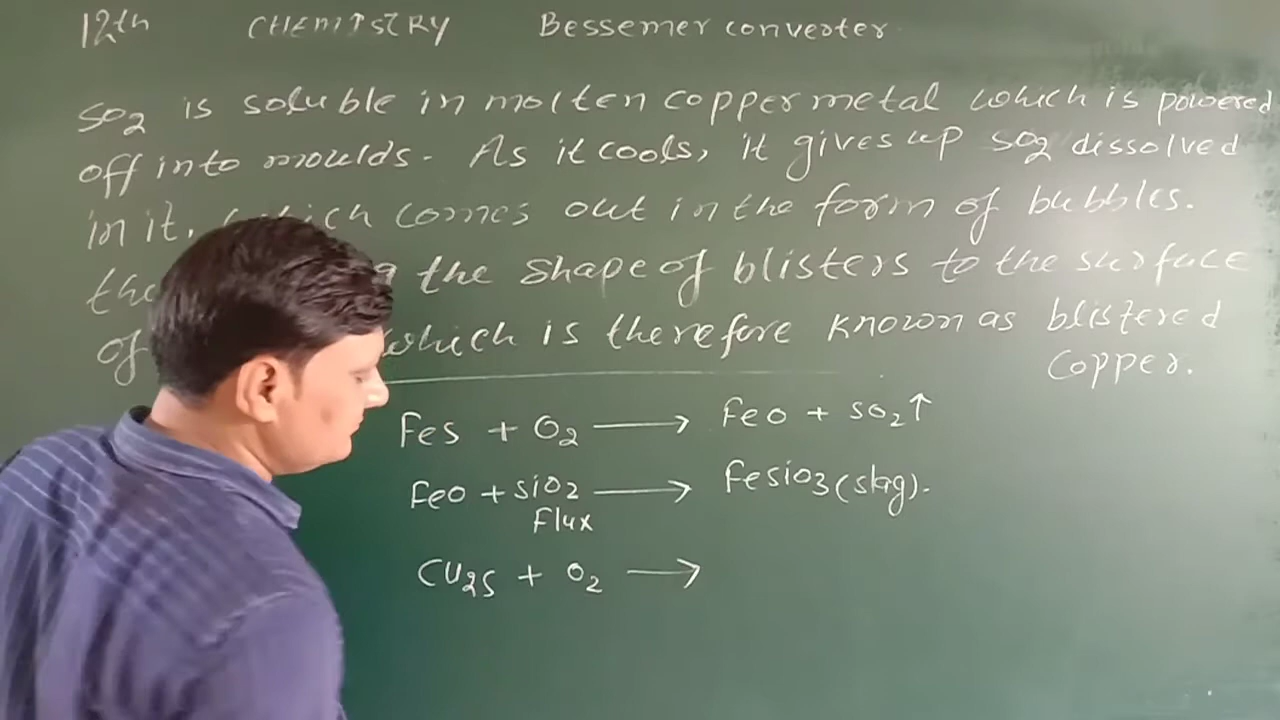 12th CHEMISTRY Bessemer converter
SO2 is soluble in molten copper metal which is powered
off into moulds. As it cools, it gives up SO2 dissolved
in it, which comes out in the form of bubbles.
the the shape of blisters to the surface
of which is therefore known as blistered
copper.
FeS + O2 ⟶ FeO + SO2↑
FeO + SiO2 ⟶ FeSiO3 (slag).
Flux
Cu2S + O2 ⟶